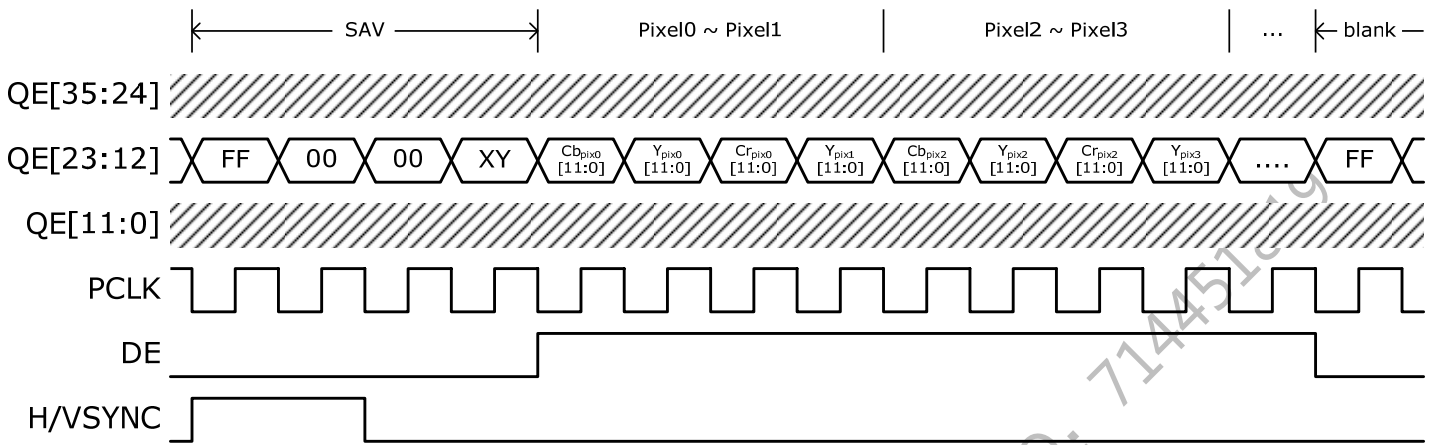 SAV Pixel0 ~ Pixel1 Pixel2 ~ Pixel3 ... blank
QE[35:24]
QE[23:12] FF 00 00 XY Cbpix0 [11:0] Ypix0 [11:0] Crpix0 [11:0] Ypix1 [11:0] Cbpix2 [11:0] Ypix2 [11:0] Crpix2 [11:0] Ypix3 [11:0] .... FF
QE[11:0]
PCLK
DE
H/VSYNC